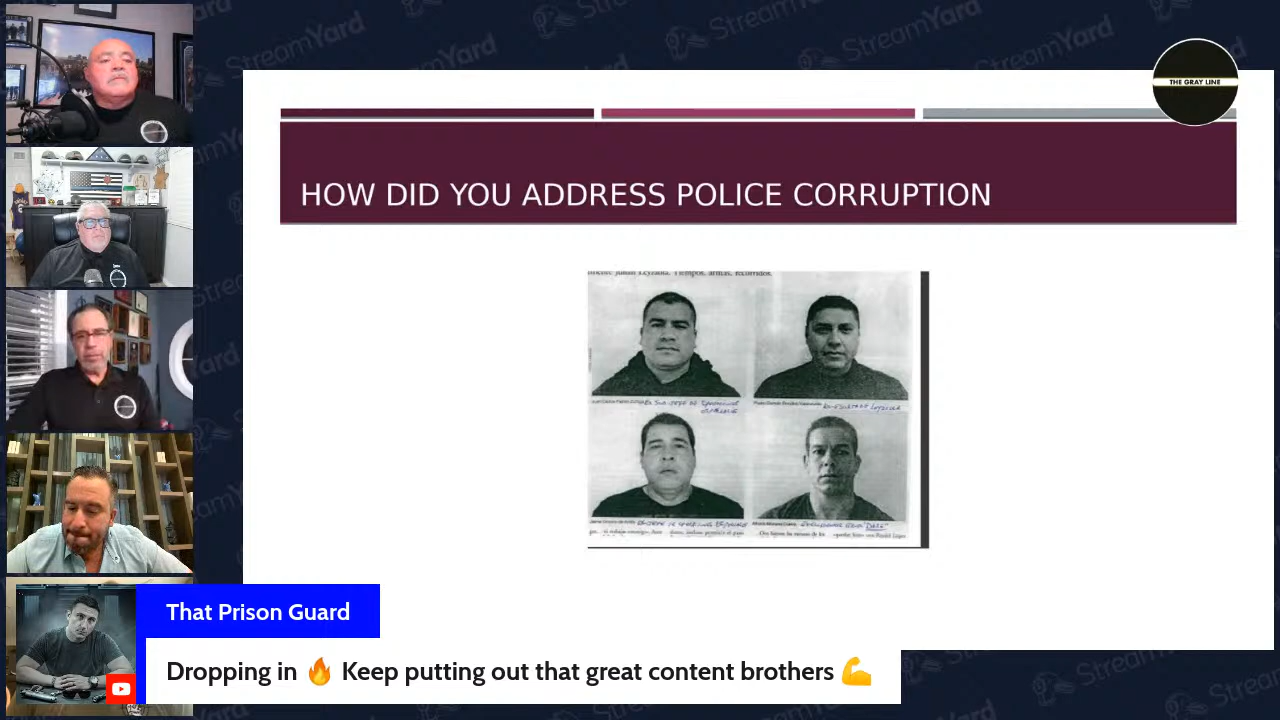 StreamYard
THE GRAY LINE
HOW DID YOU ADDRESS POLICE CORRUPTION
That Prison Guard
Dropping in 🔥 Keep putting out that great content brothers 💪